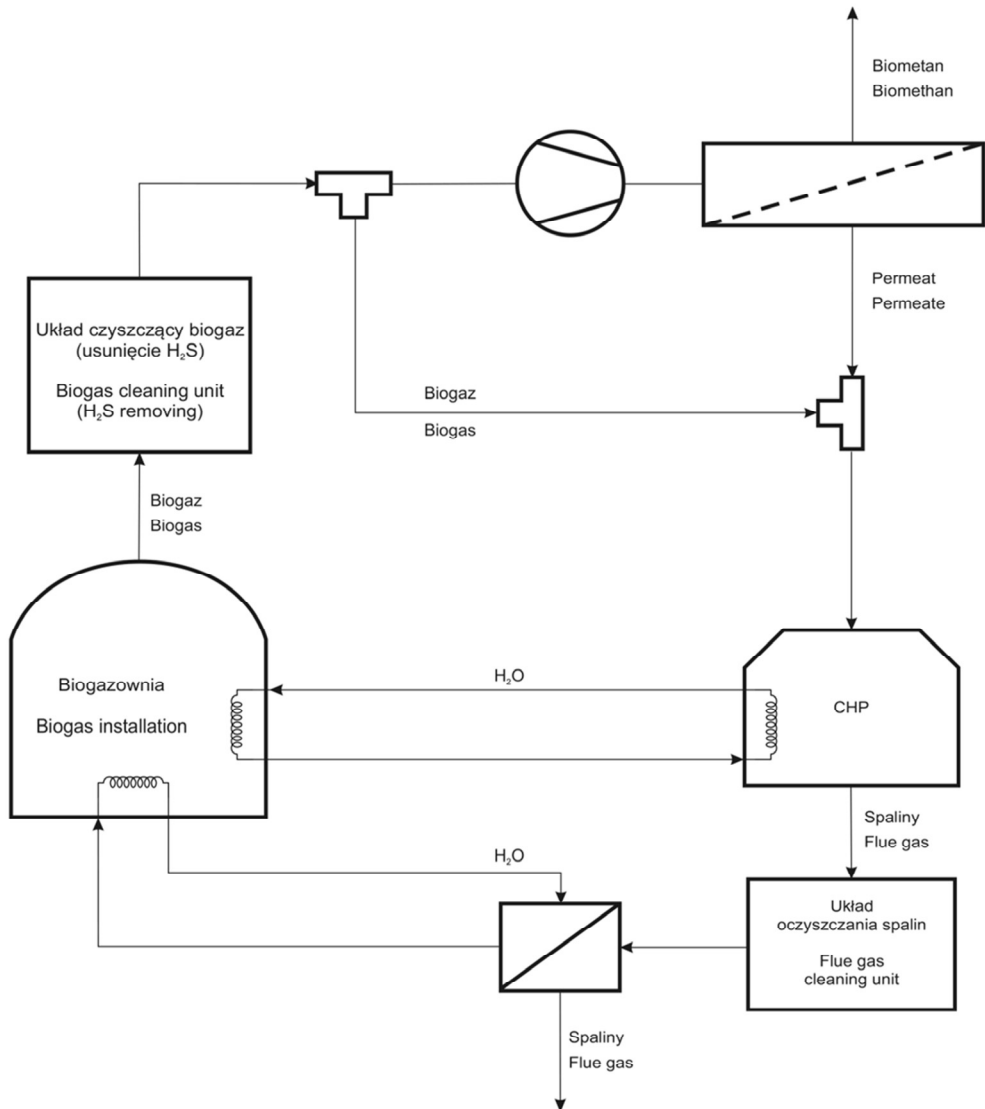 Biometan
Biomethan
Permeat
Permeate
Układ czyszczący biogaz
(usunięcie H₂S)
Biogas cleaning unit
(H₂S removing)
Biogaz
Biogas
Biogaz
Biogas
Biogazownia
Biogas installation
H₂O
CHP
Spaliny
Flue gas
H₂O
Układ
oczyszczania spalin
Flue gas
cleaning unit
Spaliny
Flue gas